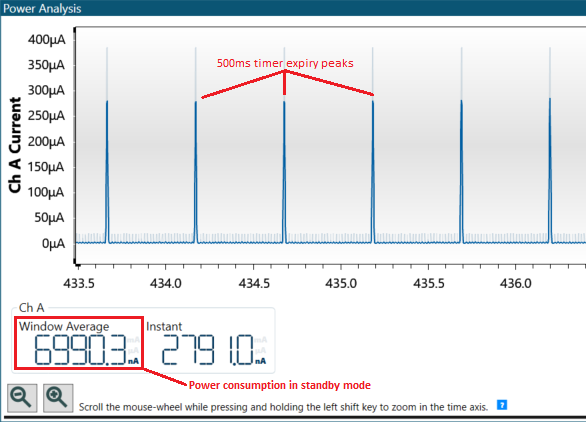 Power Analysis
400µA
350µA
300µA
250µA
200µA
150µA
100µA
50µA
0µA
Ch A Current
500ms timer expiry peaks
433.5 434.0 434.5 435.0 435.5 436.0
Ch A
Window Average Instant
6990.3 nA 2791.0 nA
Power consumption in standby mode
Scroll the mouse-wheel while pressing and holding the left shift key to zoom in the time axis. ?